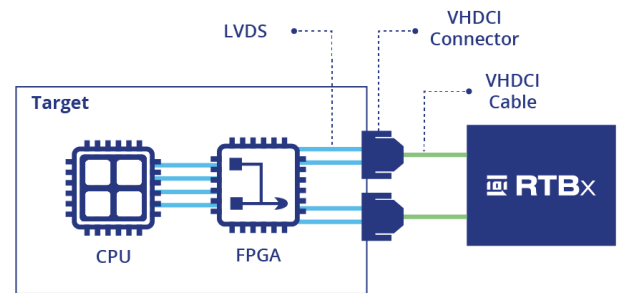 VHDCI
Connector
LVDS
VHDCI
Cable
Target
RTBx
CPU
FPGA